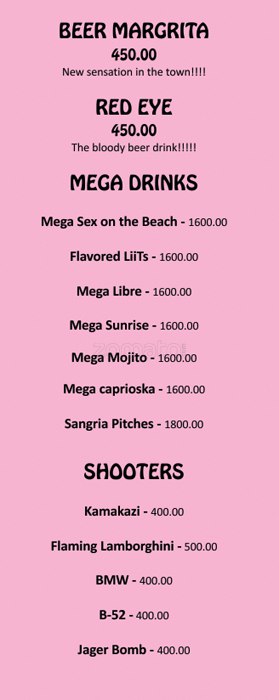 BEER MARGRITA
450.00
New sensation in the town!!!!
RED EYE
450.00
The bloody beer drink!!!!!
MEGA DRINKS
Mega Sex on the Beach - 1600.00
Flavored LiiTs - 1600.00
Mega Libre - 1600.00
Mega Sunrise - 1600.00
zomato
Mega Mojito - 1600.00
Mega caprioska - 1600.00
Sangria Pitches - 1800.00
SHOOTERS
Kamakazi - 400.00
Flaming Lamborghini - 500.00
BMW - 400.00
B-52 - 400.00
Jager Bomb - 400.00